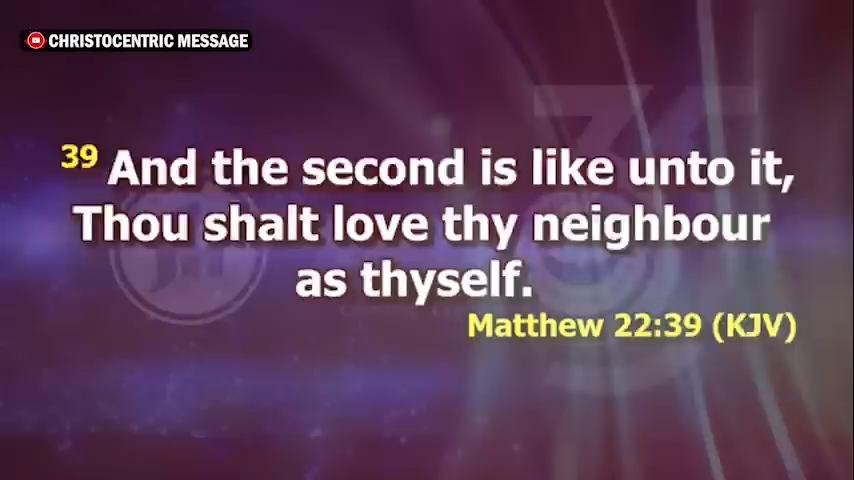 CHRISTOCENTRIC MESSAGE
39 And the second is like unto it,
Thou shalt love thy neighbour
as thyself.
Matthew 22:39 (KJV)